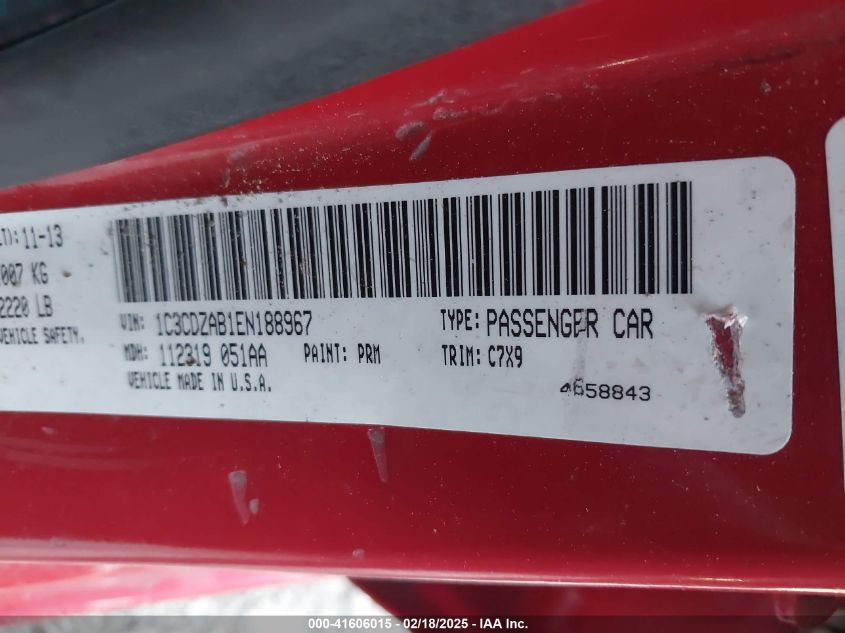 LT): 11-13
007 KG
2220 LB
VEHICLE SAFETY.
VIN: 1C3CDZAB1EN188967 TYPE: PASSENGER CAR
MDH: 112319 051AA PAINT: PRM TRIM: C7X9
VEHICLE MADE IN U.S.A. 4658843
000-41606015 - 02/18/2025 - IAA Inc.